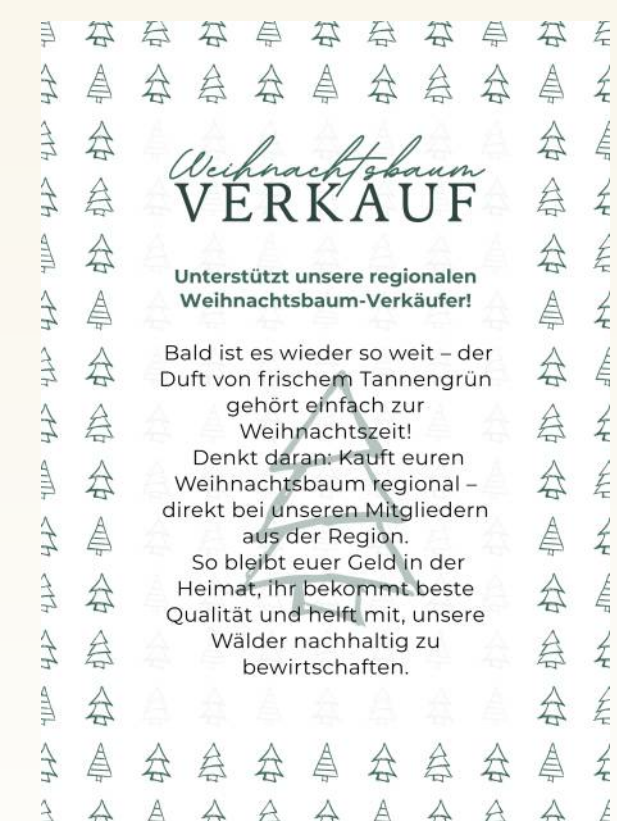 Weihnachtsbaum
VERKAUF
Unterstützt unsere regionalen
Weihnachtsbaum-Verkäufer!
Bald ist es wieder so weit – der
Duft von frischem Tannengrün
gehört einfach zur
Weihnachtszeit!
Denkt daran: Kauft euren
Weihnachtsbaum regional –
direkt bei unseren Mitgliedern
aus der Region.
So bleibt euer Geld in der
Heimat, ihr bekommt beste
Qualität und helft mit, unsere
Wälder nachhaltig zu
bewirtschaften.